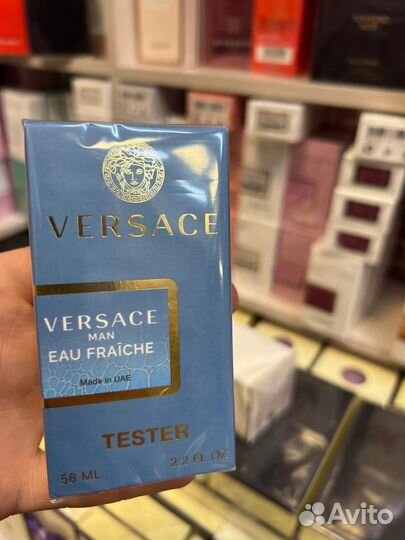 VERSACE
VERSACE
MAN
EAU FRAÎCHE
Made in UAE
TESTER
58 ML 2.2 FL.OZ
Avito